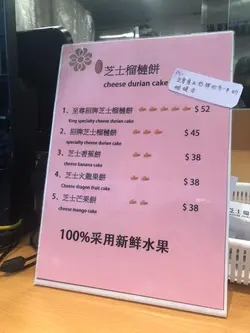 芝士榴槤餅
cheese durian cake
1、至尊招牌芝士榴槤餅 $52
King specialty cheese durian cake
2、招牌芝士榴槤餅 $45
specialty cheese durian cake
3、芝士香蕉餅 $38
cheese banana cake
4、芝士火龍果餅 $38
Cheese dragon fruit cake
5、芝士芒果餅 $38
cheese mango cake
100%采用新鲜水果